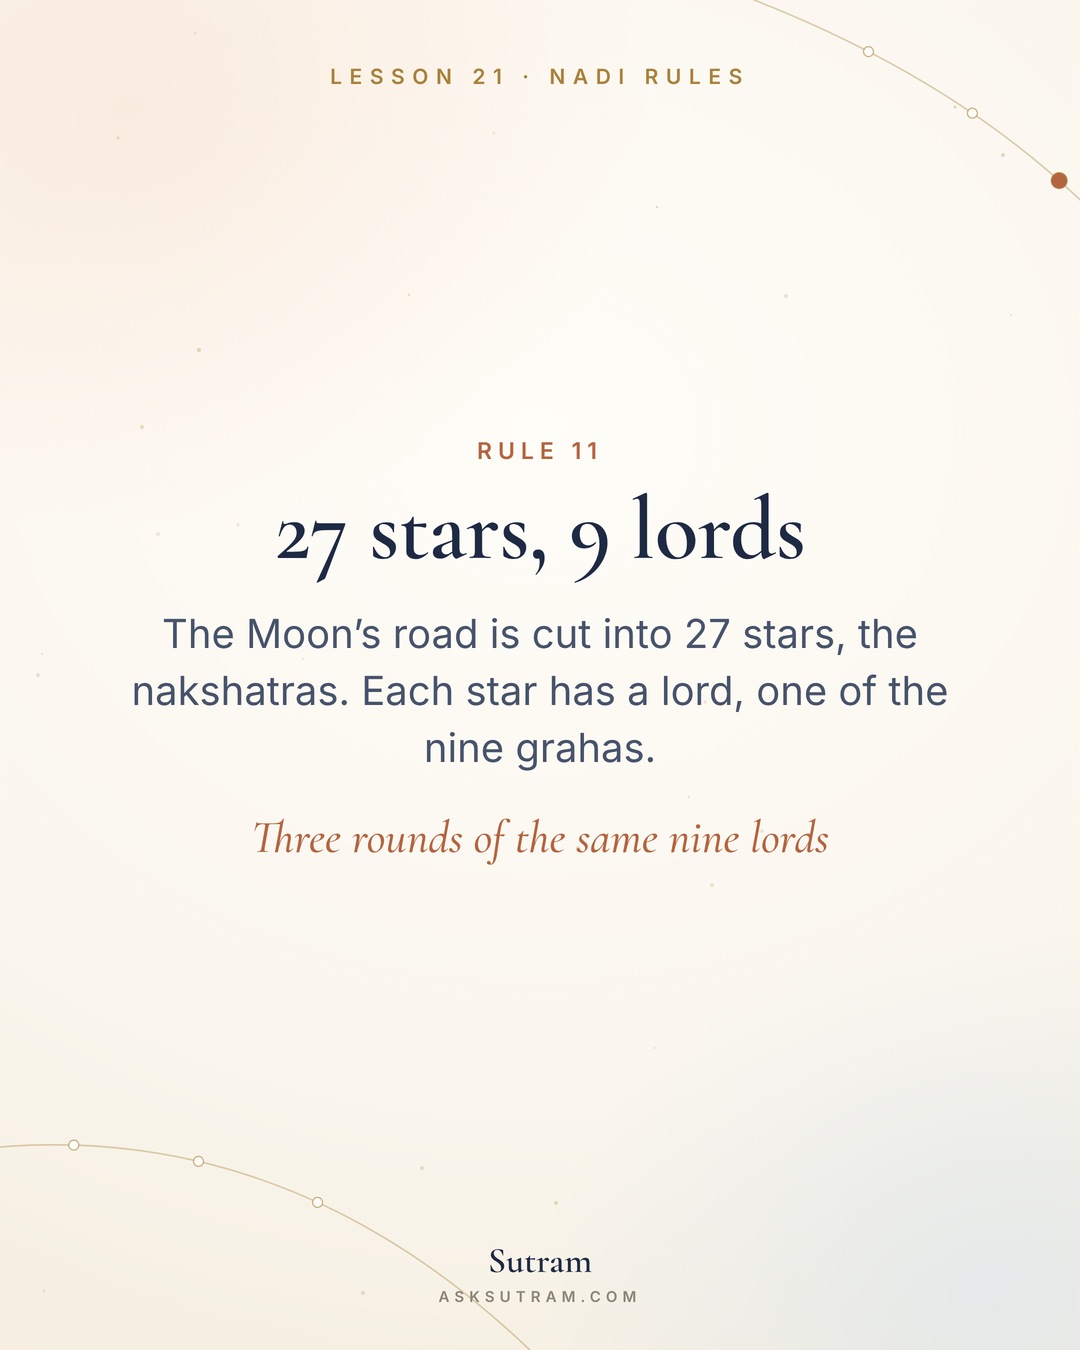 LESSON 21 · NADI RULES
RULE 11
27 stars, 9 lords
The Moon’s road is cut into 27 stars, the
nakshatras. Each star has a lord, one of the
nine grahas.
Three rounds of the same nine lords
Sutram
ASKSUTRAM.COM